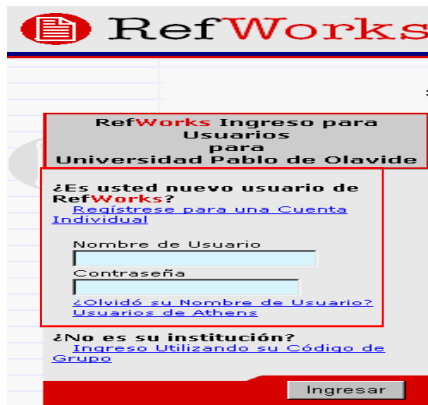 RefWorks
RefWorks Ingreso para
Usuarios
para
Universidad Pablo de Olavide
¿Es usted nuevo usuario de
RefWorks?
Regístrese para una Cuenta
Individual
Nombre de Usuario
Contraseña
¿Olvidó su Nombre de Usuario?
Usuarios de Athens
¿No es su institución?
Ingreso Utilizando su Código de
Grupo
Ingresar